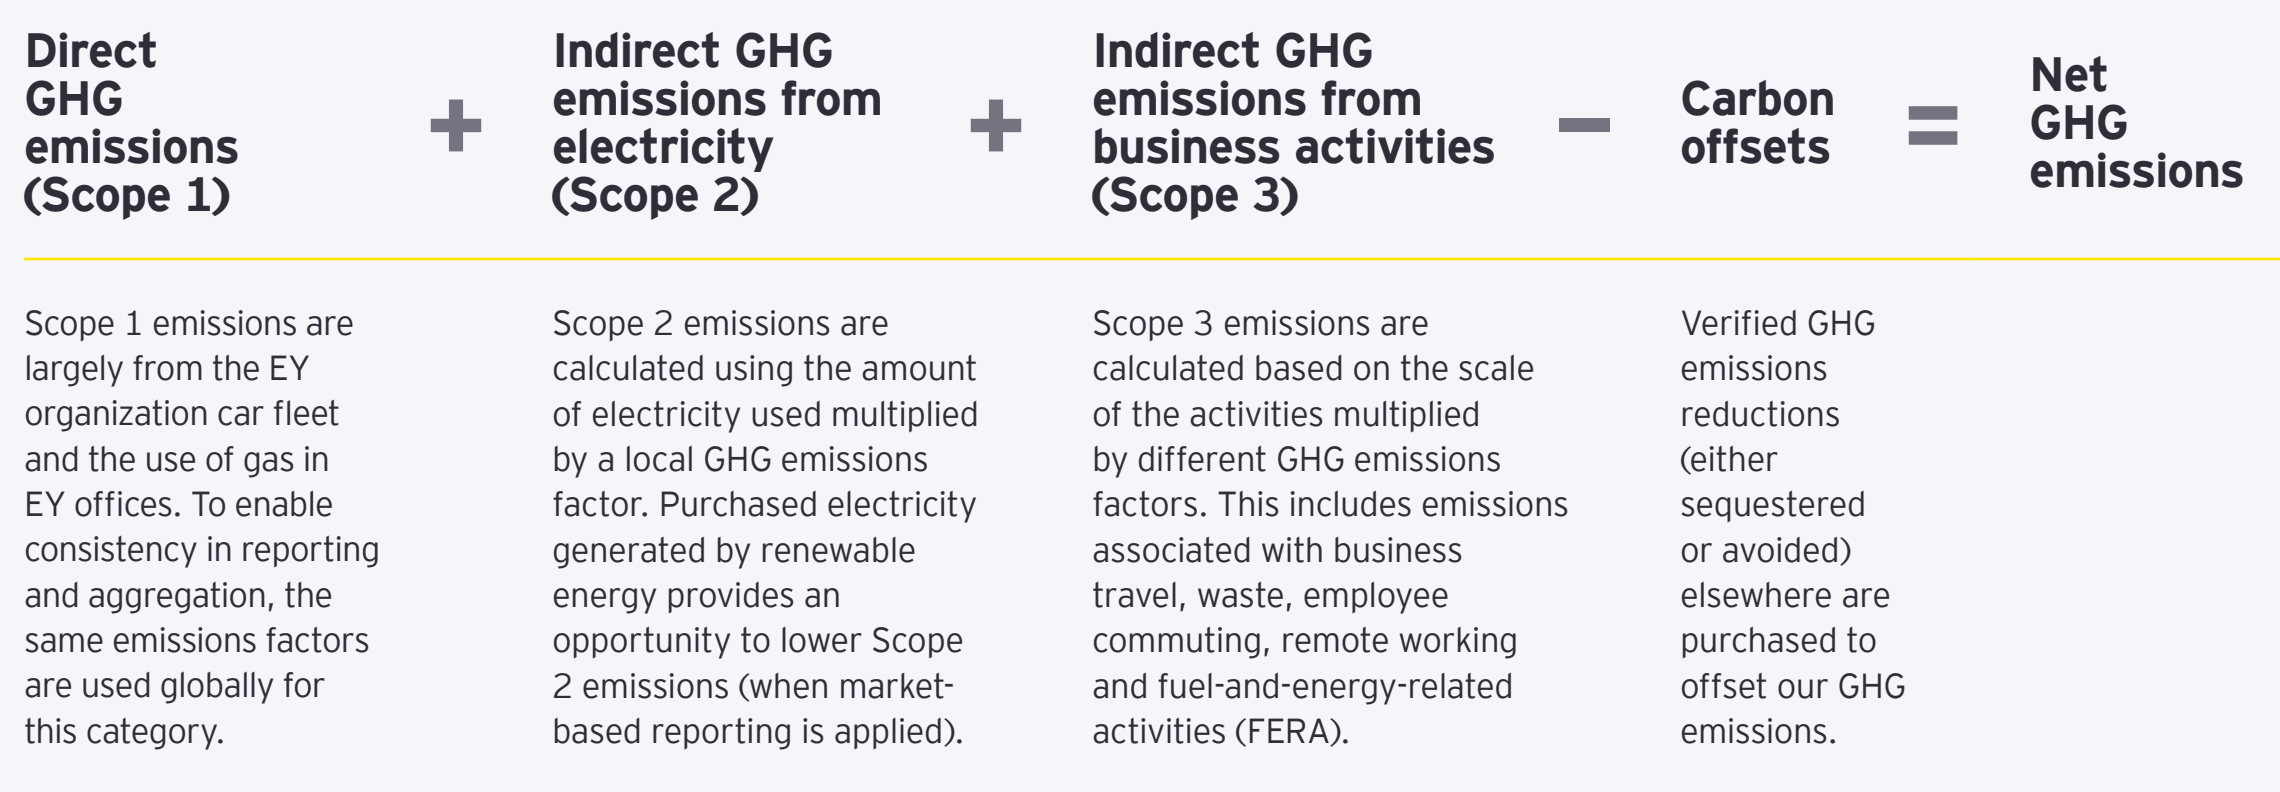 Direct
GHG
emissions
(Scope 1)
+
Indirect GHG
emissions from
electricity
(Scope 2)
+
Indirect GHG
emissions from
business activities
(Scope 3)
−
Carbon
offsets
=
Net
GHG
emissions
Scope 1 emissions are
largely from the EY
organization car fleet
and the use of gas in
EY offices. To enable
consistency in reporting
and aggregation, the
same emissions factors
are used globally for
this category.
Scope 2 emissions are
calculated using the amount
of electricity used multiplied
by a local GHG emissions
factor. Purchased electricity
generated by renewable
energy provides an
opportunity to lower Scope
2 emissions (when market-
based reporting is applied).
Scope 3 emissions are
calculated based on the scale
of the activities multiplied
by different GHG emissions
factors. This includes emissions
associated with business
travel, waste, employee
commuting, remote working
and fuel-and-energy-related
activities (FERA).
Verified GHG
emissions
reductions
(either
sequestered
or avoided)
elsewhere are
purchased to
offset our GHG
emissions.